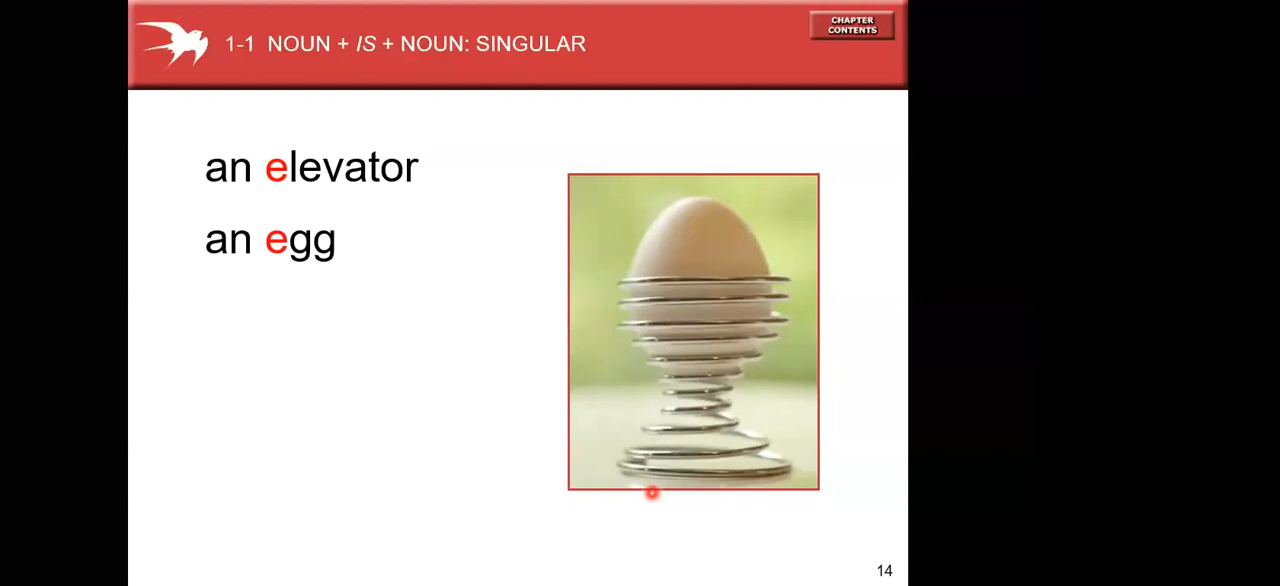 1-1 NOUN + IS + NOUN: SINGULAR
CHAPTER
CONTENTS
an elevator
an egg
14